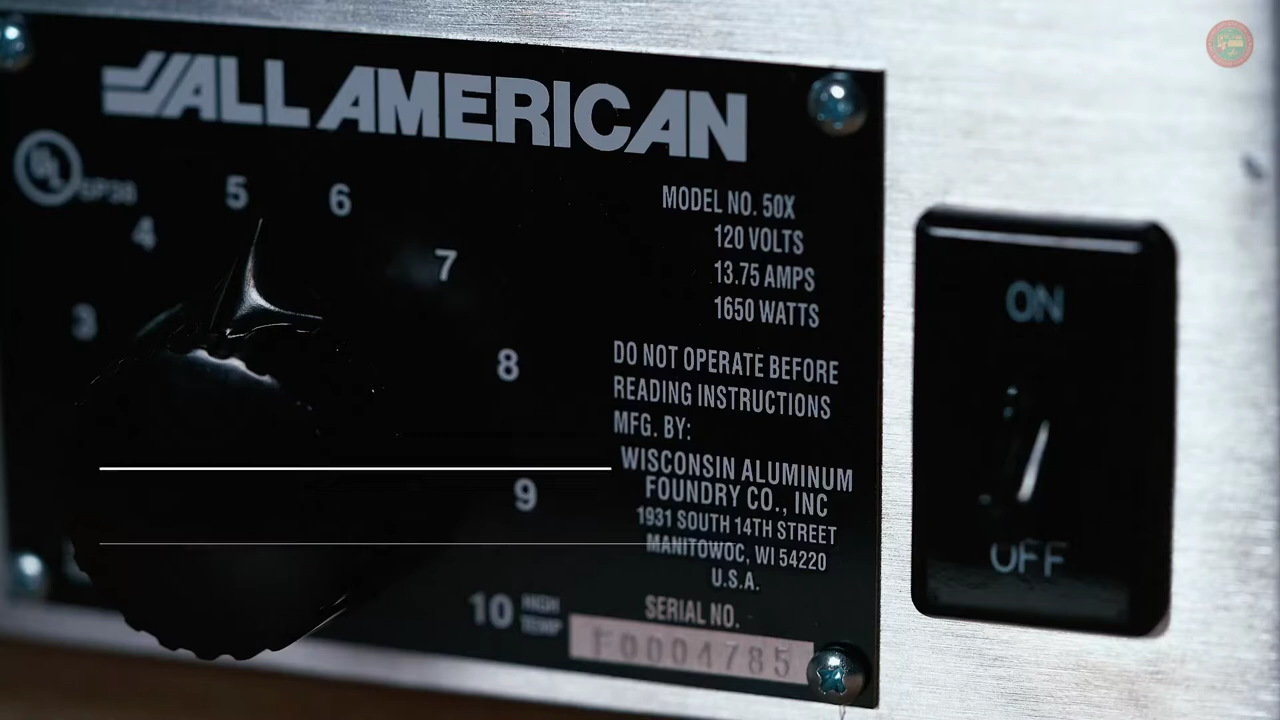 ALL AMERICAN
UL
5
6
4
7
3
8
9
10 HIGH
TEMP
MODEL NO. 50X
120 VOLTS
13.75 AMPS
1650 WATTS
DO NOT OPERATE BEFORE
READING INSTRUCTIONS
MFG. BY:
WISCONSIN ALUMINUM
FOUNDRY CO., INC
1931 SOUTH 14TH STREET
MANITOWOC, WI 54220
U.S.A.
SERIAL NO.
F0004785
ON
OFF